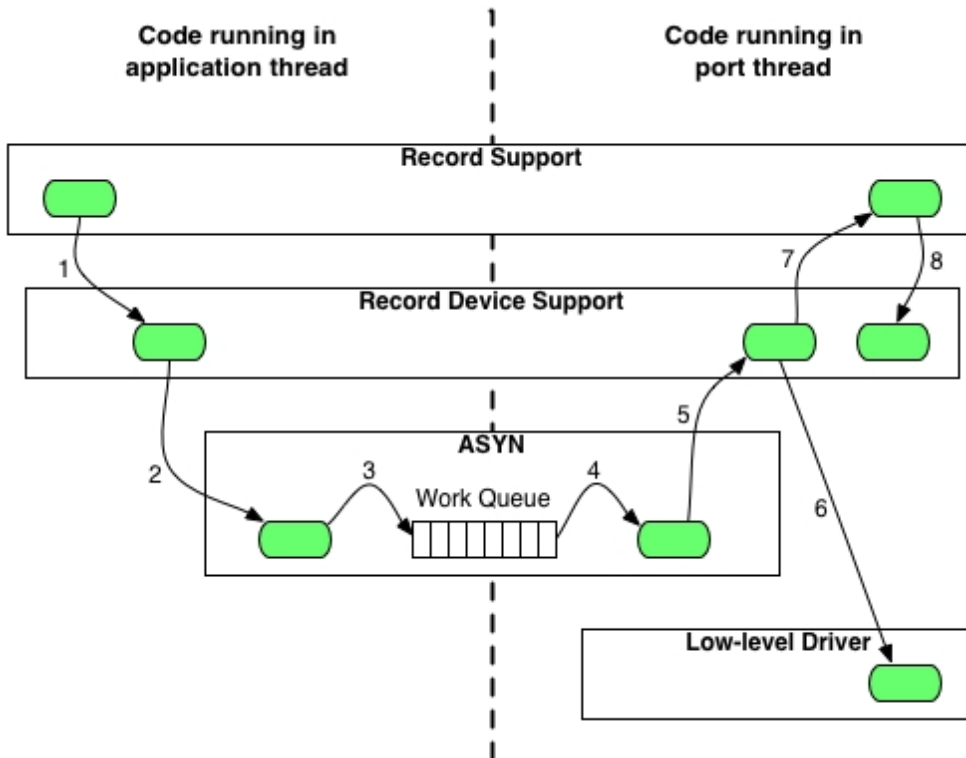 Code running in
application thread
Code running in
port thread
Record Support
1
7
8
Record Device Support
2
5
6
ASYN
3
4
Work Queue
Low-level Driver